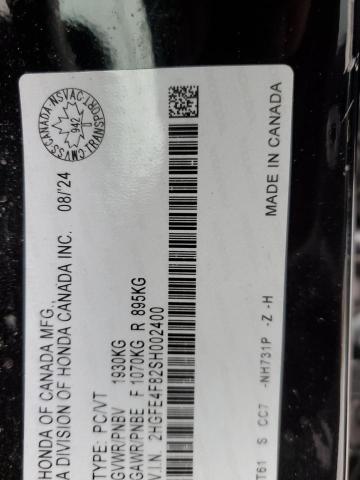 HONDA OF CANADA MFG.,
A DIVISION OF HONDA CANADA INC. 08/'24
TYPE: PC/VT
GVWR/PNBV 1930KG
GAWR/PNBE F 1070KG R 895KG
V.I.N. 2HGFE4F82SH002400
T61 S CC7 -NH731P -Z -H
MADE IN CANADA
CANADA-NSVAC
TRANSPORT
CMVSS
942